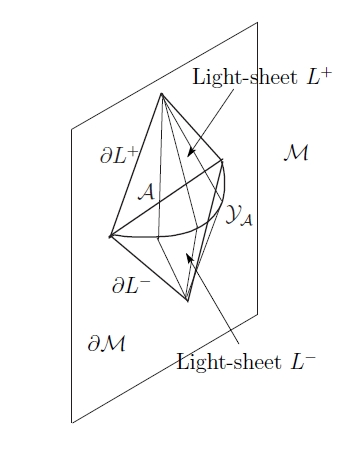 Light-sheet L⁺
∂L⁺
ℳ
𝒜
𝒴_𝒜
∂L⁻
∂ℳ
Light-sheet L⁻